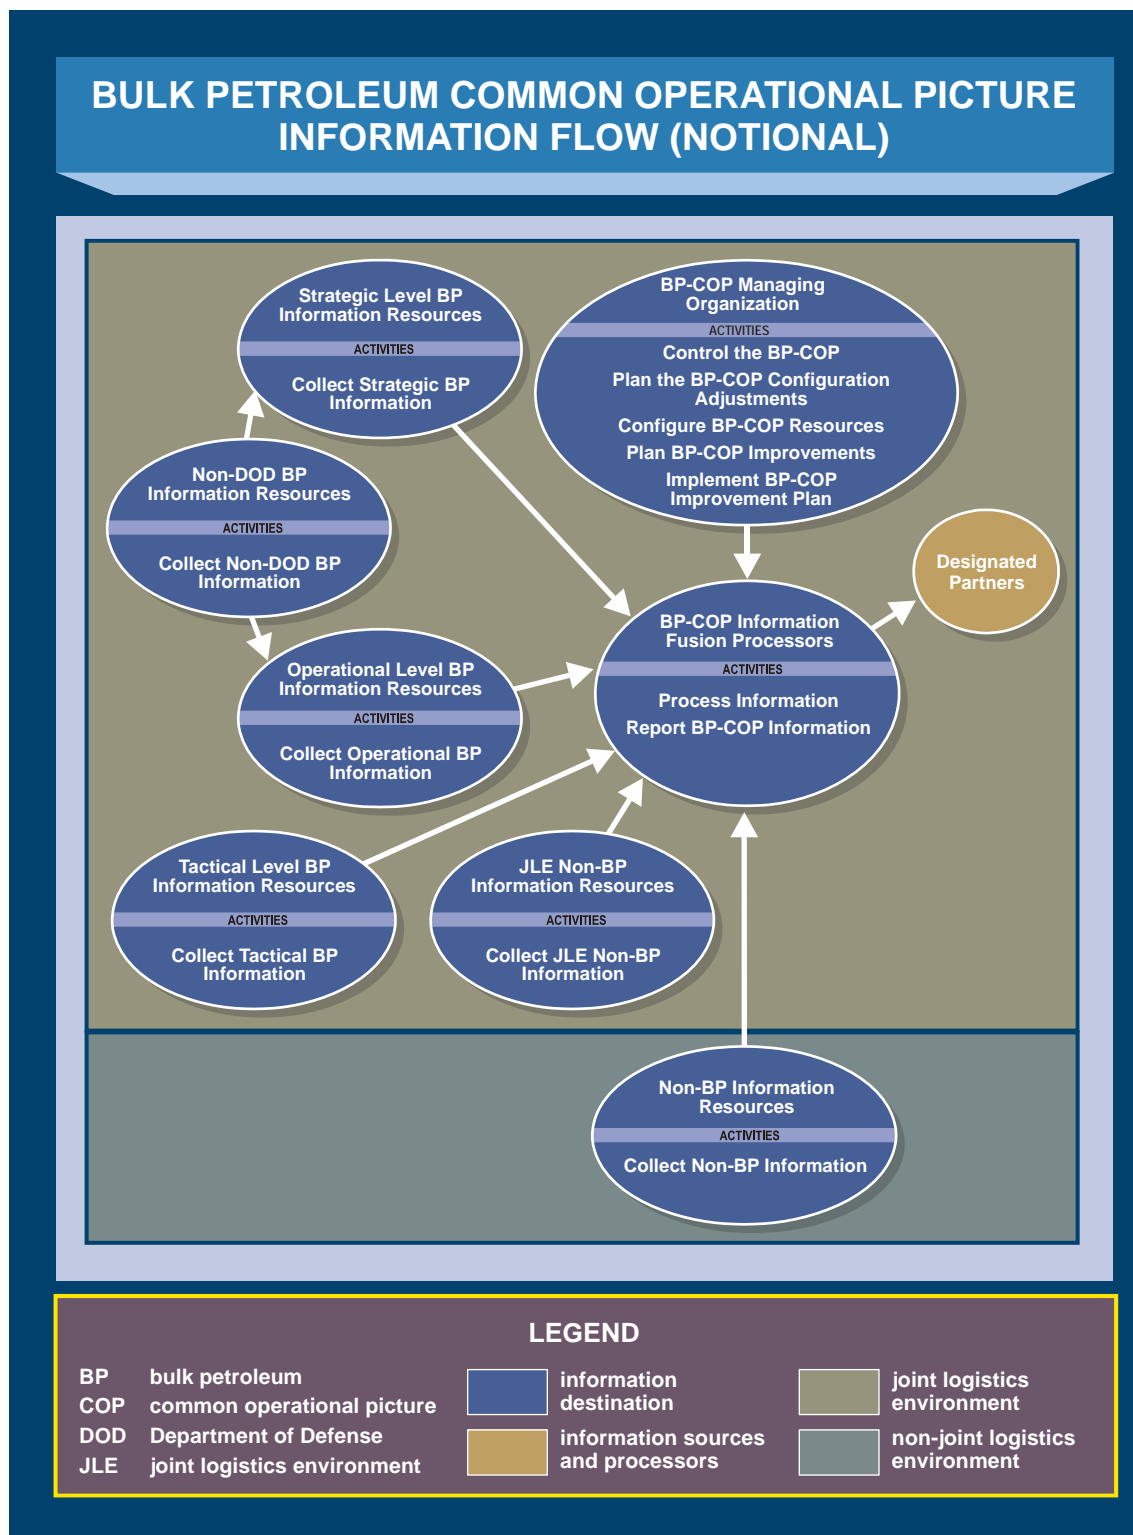 BULK PETROLEUM COMMON OPERATIONAL PICTURE
INFORMATION FLOW (NOTIONAL)
Strategic Level BP
Information Resources
ACTIVITIES
Collect Strategic BP
Information
BP-COP Managing
Organization
ACTIVITIES
Control the BP-COP
Plan the BP-COP Configuration
Adjustments
Configure BP-COP Resources
Plan BP-COP Improvements
Implement BP-COP
Improvement Plan
Non-DOD BP
Information Resources
ACTIVITIES
Collect Non-DOD BP
Information
Designated
Partners
BP-COP Information
Fusion Processors
ACTIVITIES
Process Information
Report BP-COP Information
Operational Level BP
Information Resources
ACTIVITIES
Collect Operational BP
Information
Tactical Level BP
Information Resources
ACTIVITIES
Collect Tactical BP
Information
JLE Non-BP
Information Resources
ACTIVITIES
Collect JLE Non-BP
Information
Non-BP Information
Resources
ACTIVITIES
Collect Non-BP Information
LEGEND
BP bulk petroleum
COP common operational picture
DOD Department of Defense
JLE joint logistics environment
information
destination
information sources
and processors
joint logistics
environment
non-joint logistics
environment